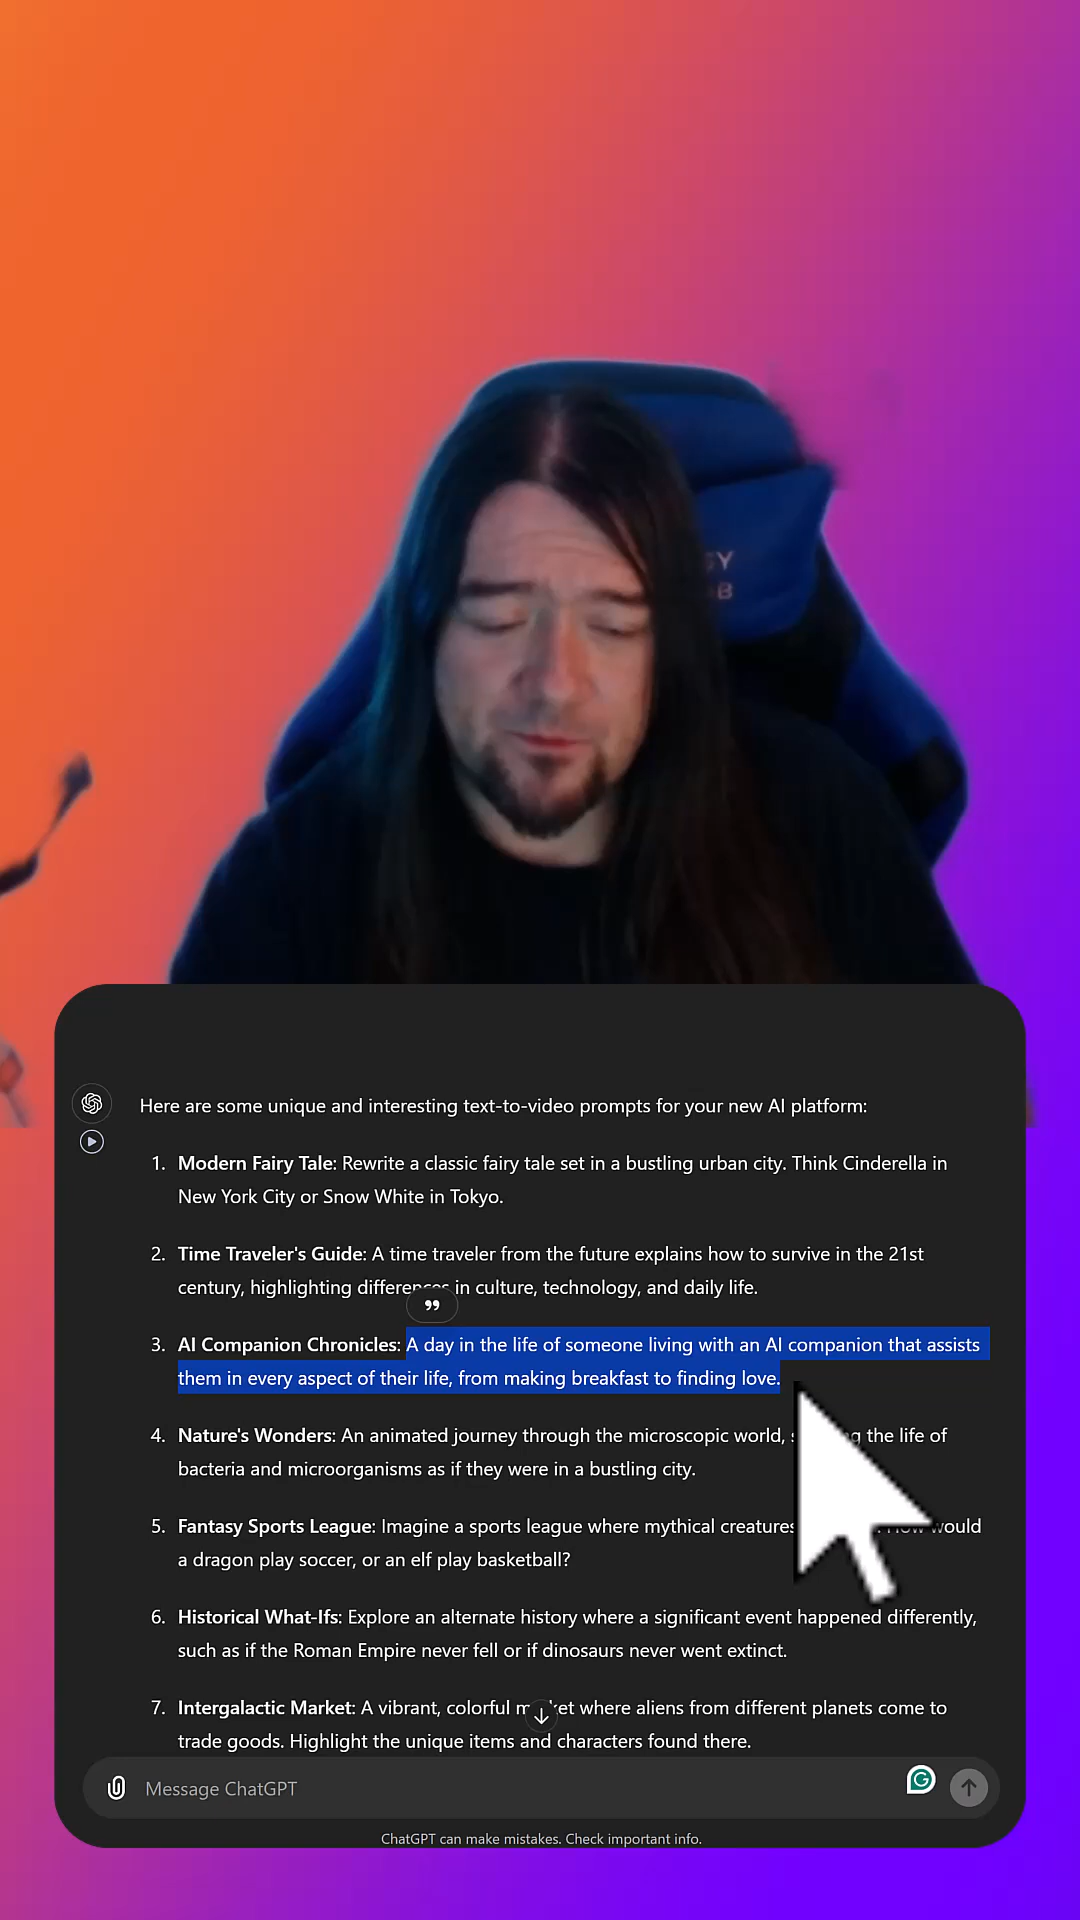 Here are some unique and interesting text-to-video prompts for your new AI platform:
1. Modern Fairy Tale: Rewrite a classic fairy tale set in a bustling urban city. Think Cinderella in
New York City or Snow White in Tokyo.
2. Time Traveler's Guide: A time traveler from the future explains how to survive in the 21st
century, highlighting differences in culture, technology, and daily life.
3. AI Companion Chronicles: A day in the life of someone living with an AI companion that assists
them in every aspect of their life, from making breakfast to finding love.
4. Nature's Wonders: An animated journey through the microscopic world, the life of
bacteria and microorganisms as if they were in a bustling city.
5. Fantasy Sports League: Imagine a sports league where mythical creatures would
a dragon play soccer, or an elf play basketball?
6. Historical What-Ifs: Explore an alternate history where a significant event happened differently,
such as if the Roman Empire never fell or if dinosaurs never went extinct.
7. Intergalactic Market: A vibrant, colorful market where aliens from different planets come to
trade goods. Highlight the unique items and characters found there.
Message ChatGPT
ChatGPT can make mistakes. Check important info.